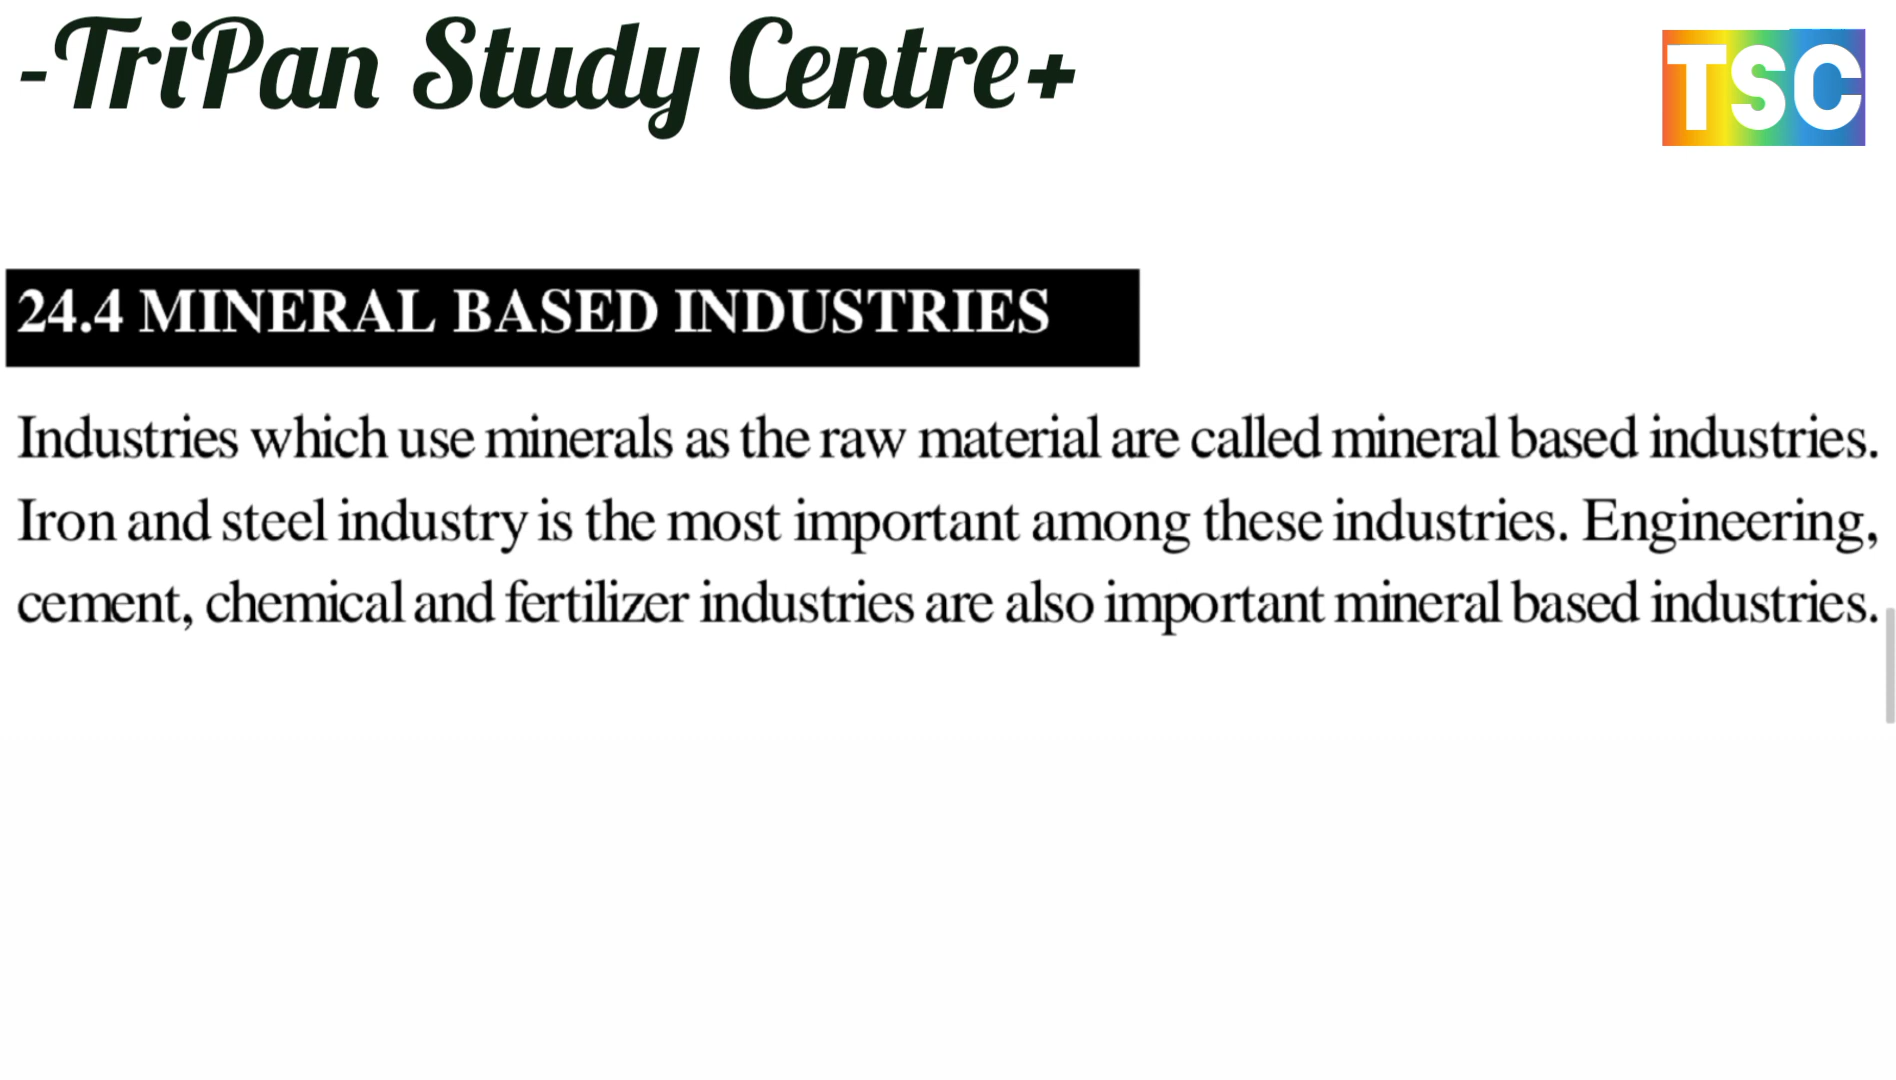 -TriPan Study Centre+
TSC
24.4 MINERAL BASED INDUSTRIES
Industries which use minerals as the raw material are called mineral based industries.
Iron and steel industry is the most important among these industries. Engineering,
cement, chemical and fertilizer industries are also important mineral based industries.